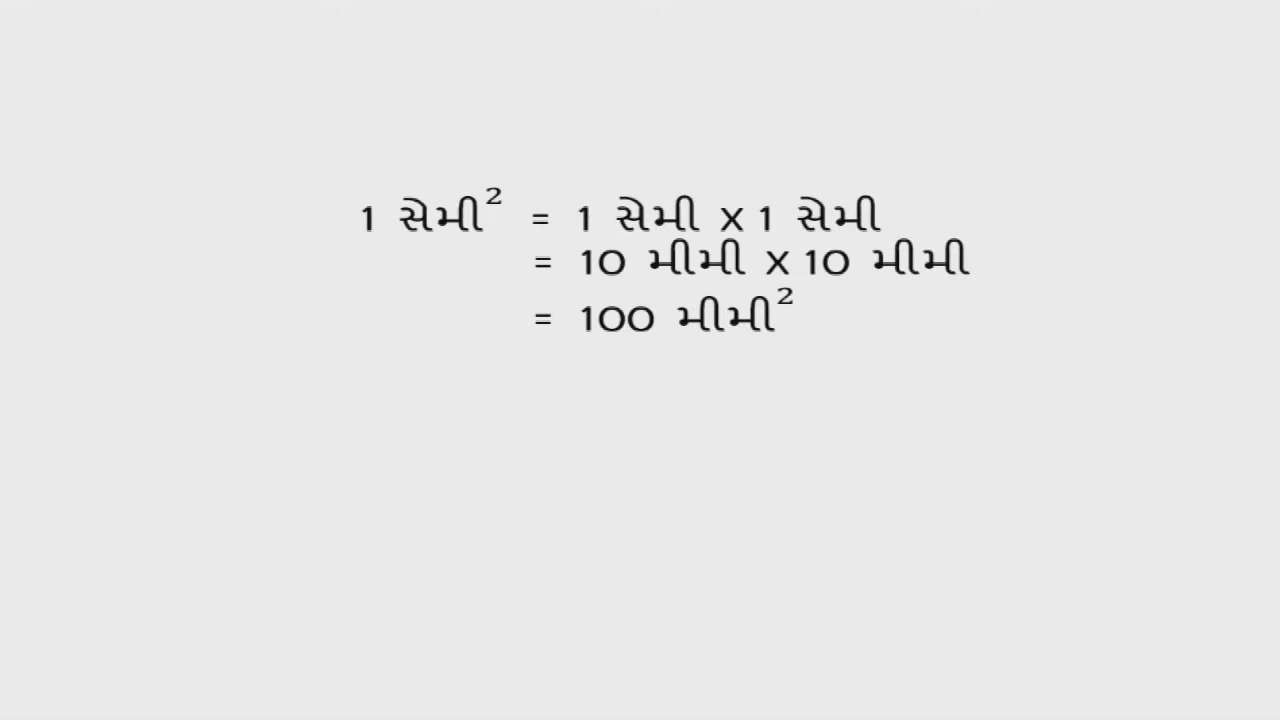 1 સેમી² = 1 સેમી X 1 સેમી
= 10 મીમી X 10 મીમી
= 100 મીમી²